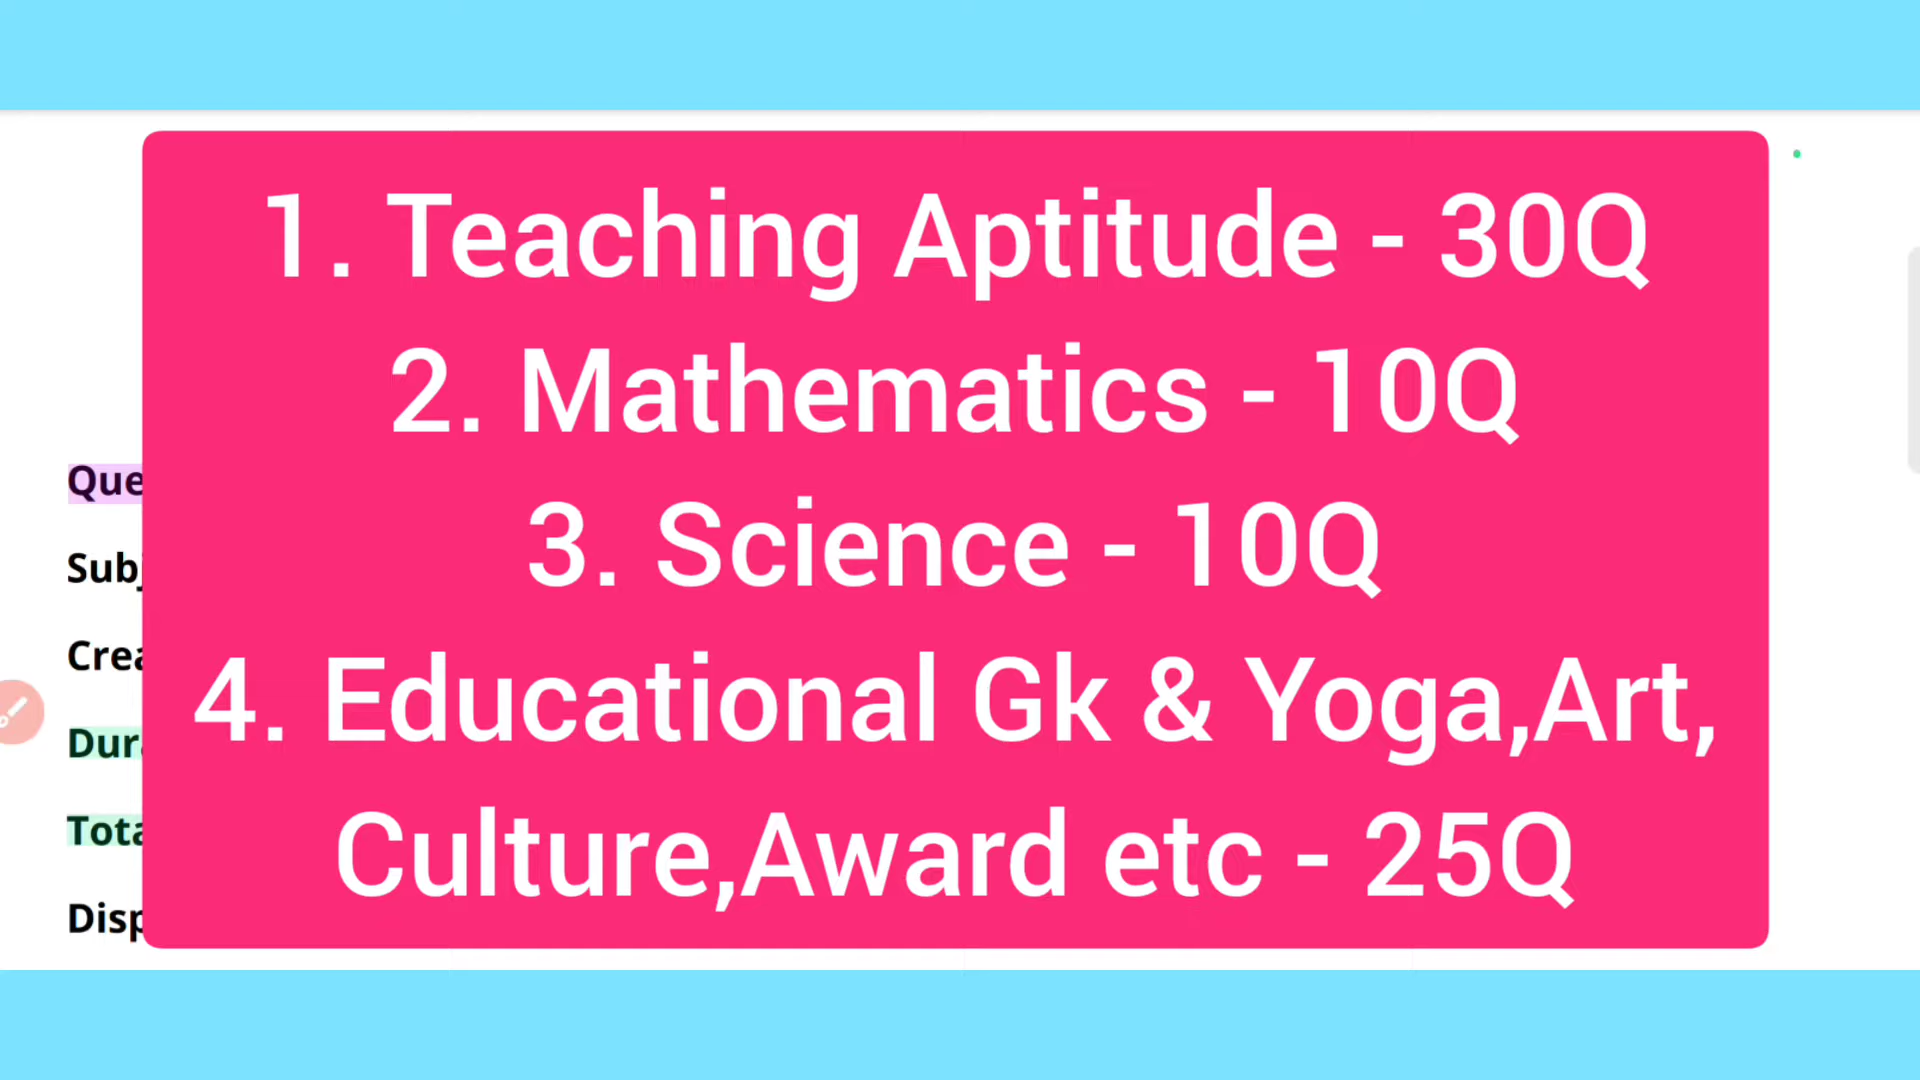 1. Teaching Aptitude - 30Q
2. Mathematics - 10Q
3. Science - 10Q
4. Educational Gk & Yoga,Art,
Culture,Award etc - 25Q